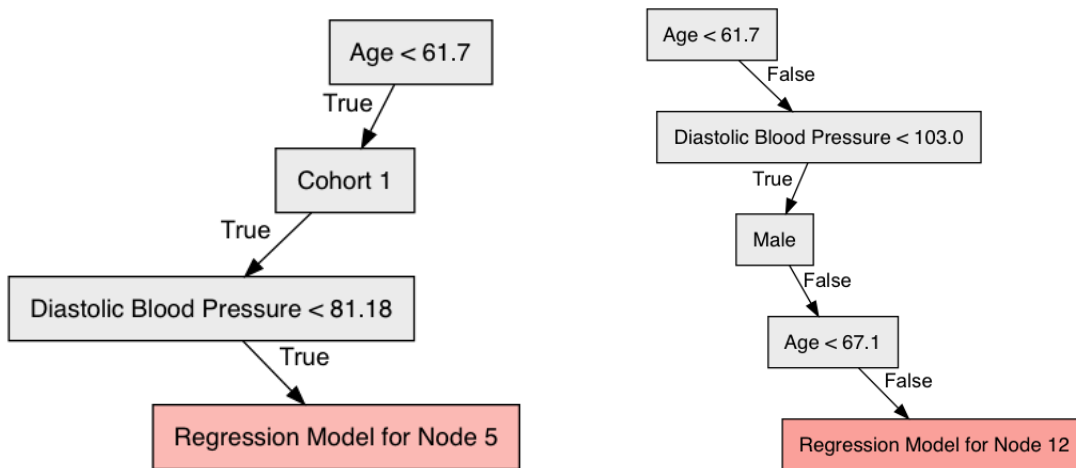 Age < 61.7
True
Cohort 1
True
Diastolic Blood Pressure < 81.18
True
Regression Model for Node 5
Age < 61.7
False
Diastolic Blood Pressure < 103.0
True
Male
False
Age < 67.1
False
Regression Model for Node 12